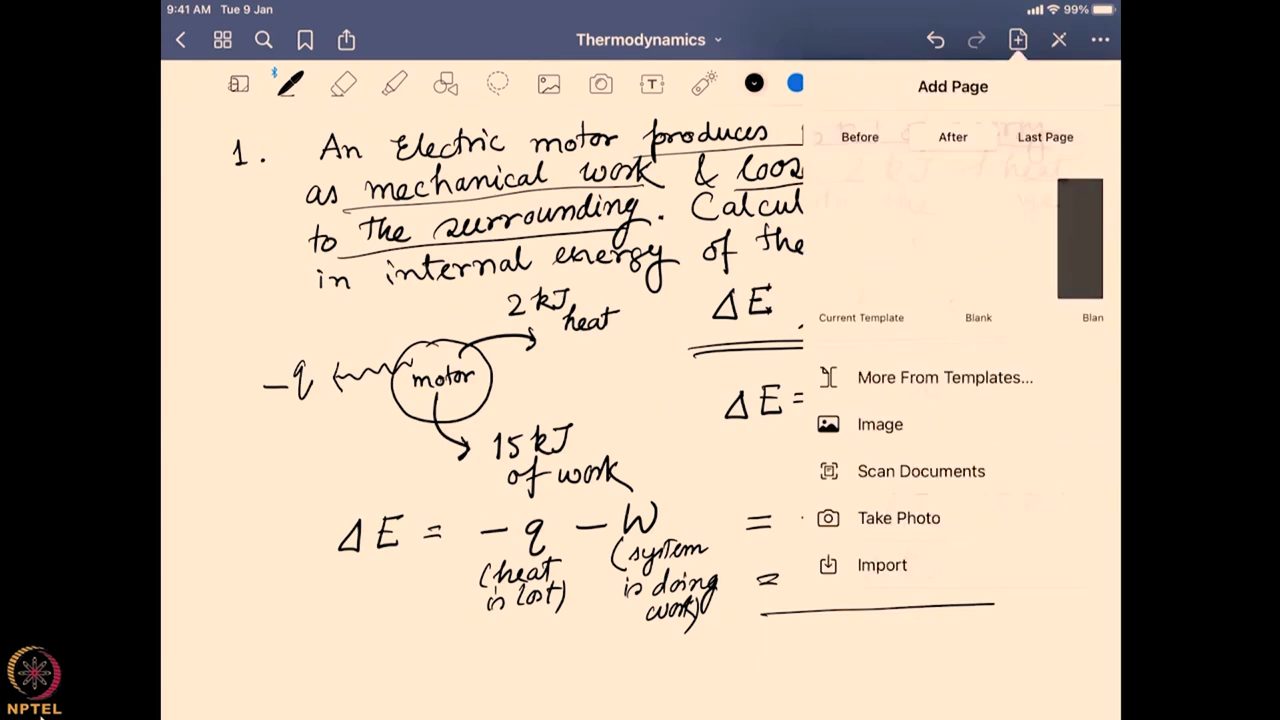 9:41 AM Tue 9 Jan
99%
Thermodynamics
Add Page
Before After Last Page
Current Template Blank Blan
More From Templates...
Image
Scan Documents
Take Photo
Import
1. An Electric motor produces
as mechanical work & loos
to the surrounding. Calcul
in internal energy of the
2 kJ heat
ΔE
-q
motor
ΔE =
15 kJ
of work
ΔE = -q - W =
(heat is lost) (system is doing work) =
NPTEL